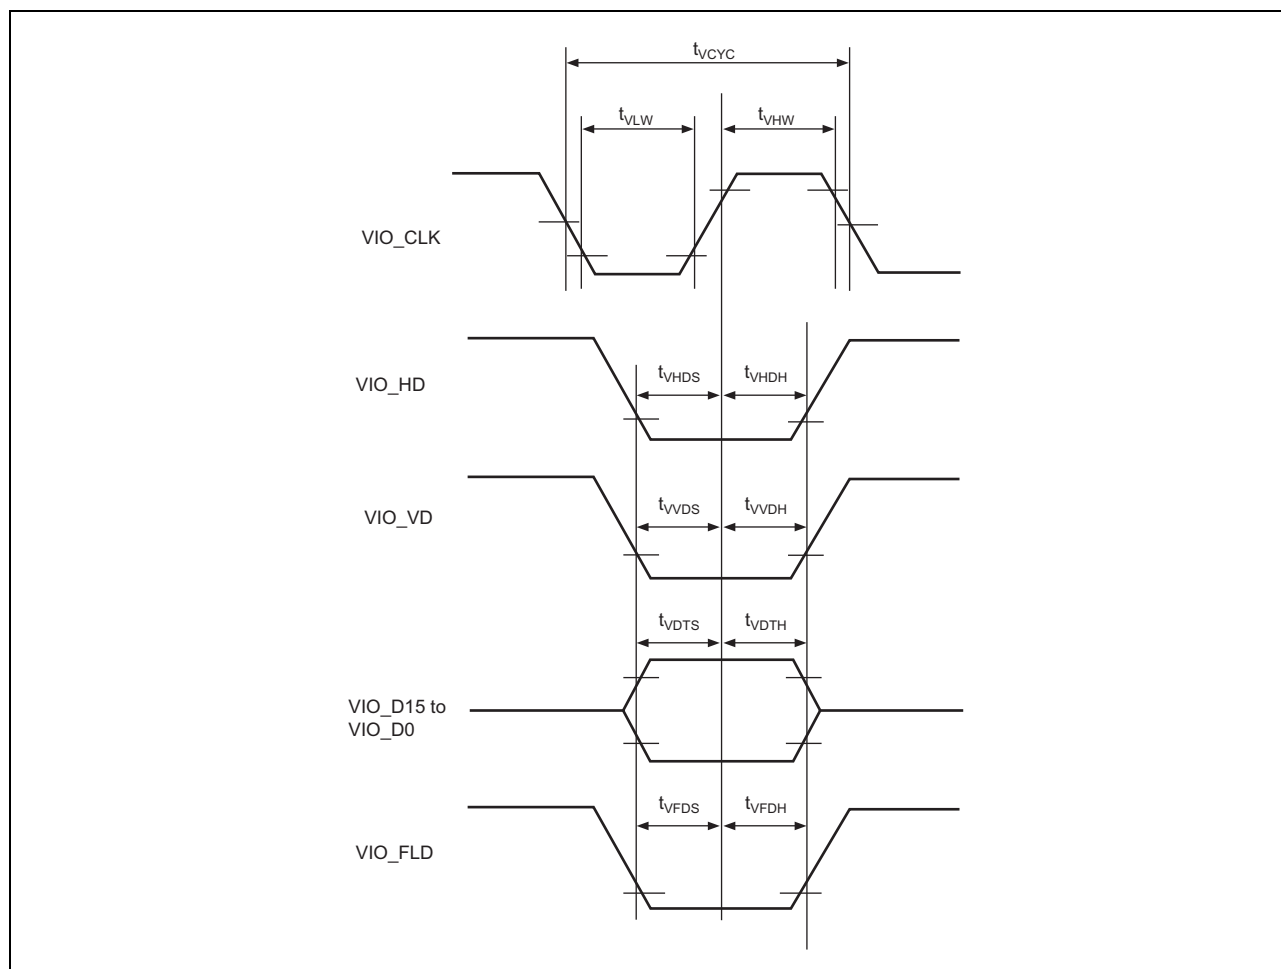 tVCYC
tVLW
tVHW
VIO_CLK
tVHDS
tVHDH
VIO_HD
tVVDS
tVVDH
VIO_VD
tVDTS
tVDTH
VIO_D15 to
VIO_D0
tVFDS
tVFDH
VIO_FLD